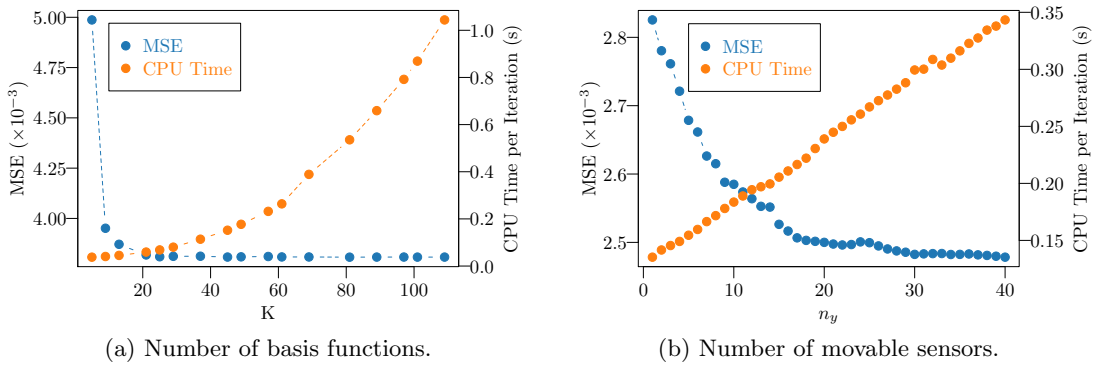 5.00
4.75
4.50
4.25
4.00
MSE (×10⁻³)
MSE
CPU Time
1.0
0.8
0.6
0.4
0.2
0.0
CPU Time per Iteration (s)
20 40 60 80 100
K
(a) Number of basis functions.
2.8
2.7
2.6
2.5
MSE (×10⁻³)
MSE
CPU Time
0.35
0.30
0.25
0.20
0.15
CPU Time per Iteration (s)
0 10 20 30 40
n_y
(b) Number of movable sensors.